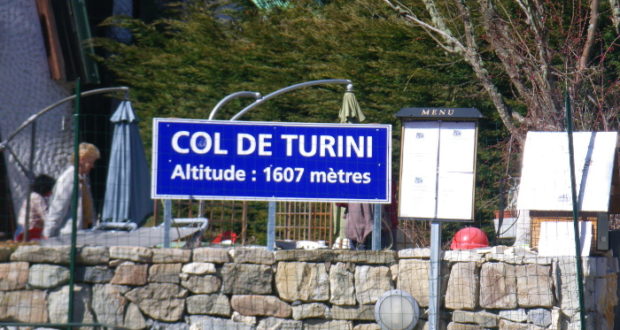 COL DE TURINI
Altitude : 1607 mètres
MENU